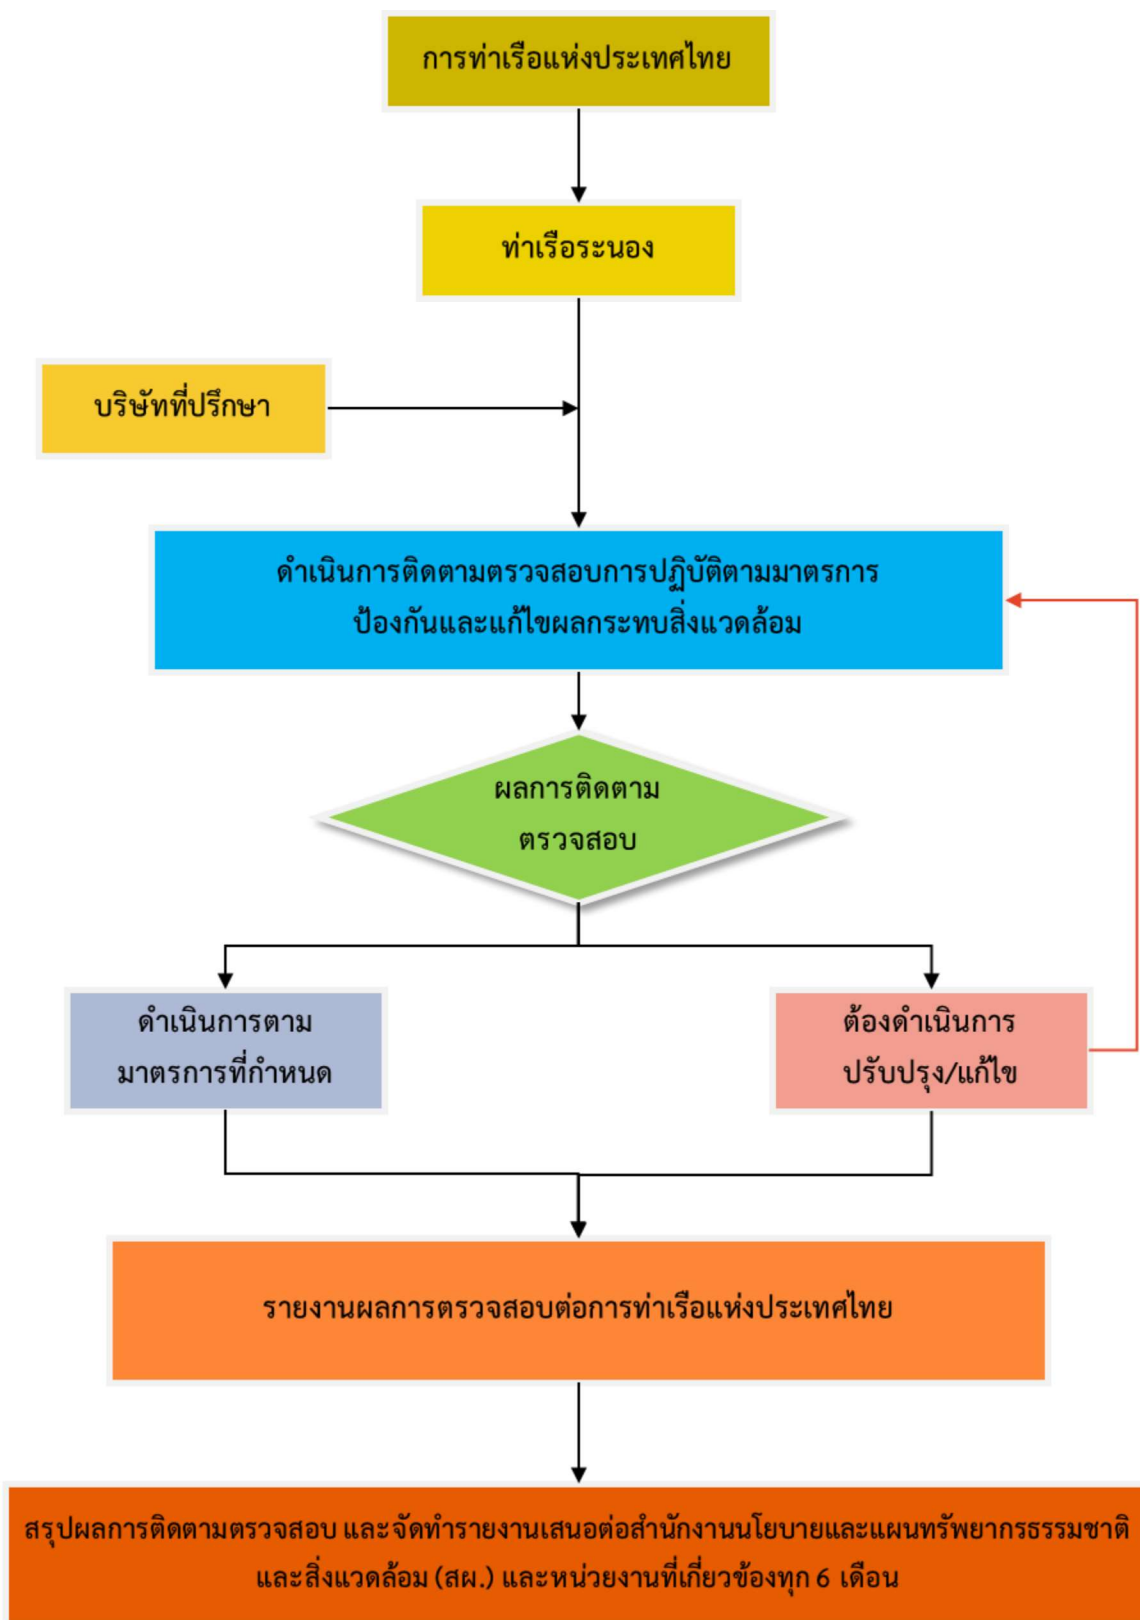 การท่าเรือแห่งประเทศไทย
ท่าเรือระนอง
บริษัทที่ปรึกษา
ดำเนินการติดตามตรวจสอบการปฏิบัติตามมาตรการ
ป้องกันและแก้ไขผลกระทบสิ่งแวดล้อม
ผลการติดตาม
ตรวจสอบ
ดำเนินการตาม
มาตรการที่กำหนด
ต้องดำเนินการ
ปรับปรุง/แก้ไข
รายงานผลการตรวจสอบต่อการท่าเรือแห่งประเทศไทย
สรุปผลการติดตามตรวจสอบ และจัดทำรายงานเสนอต่อสำนักงานนโยบายและแผนทรัพยากรธรรมชาติ
และสิ่งแวดล้อม (สผ.) และหน่วยงานที่เกี่ยวข้องทุก 6 เดือน